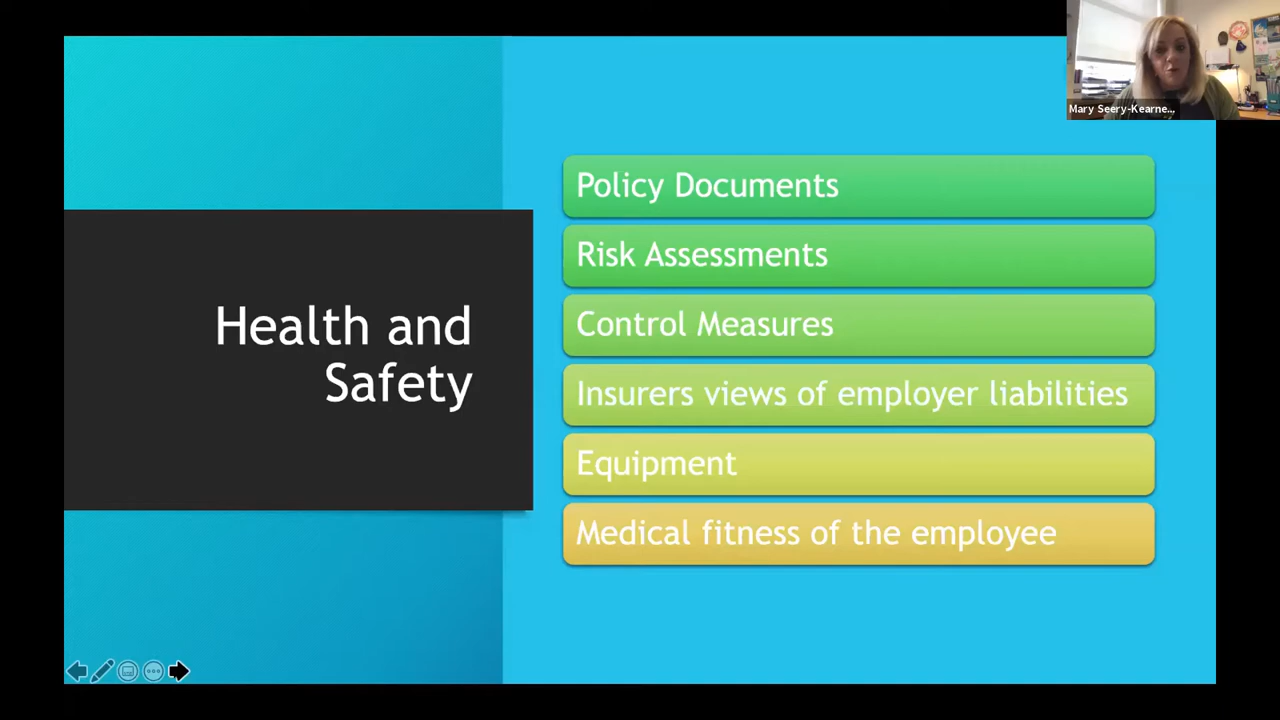 Mary Seery-Kearne...
Health and
Safety
Policy Documents
Risk Assessments
Control Measures
Insurers views of employer liabilities
Equipment
Medical fitness of the employee